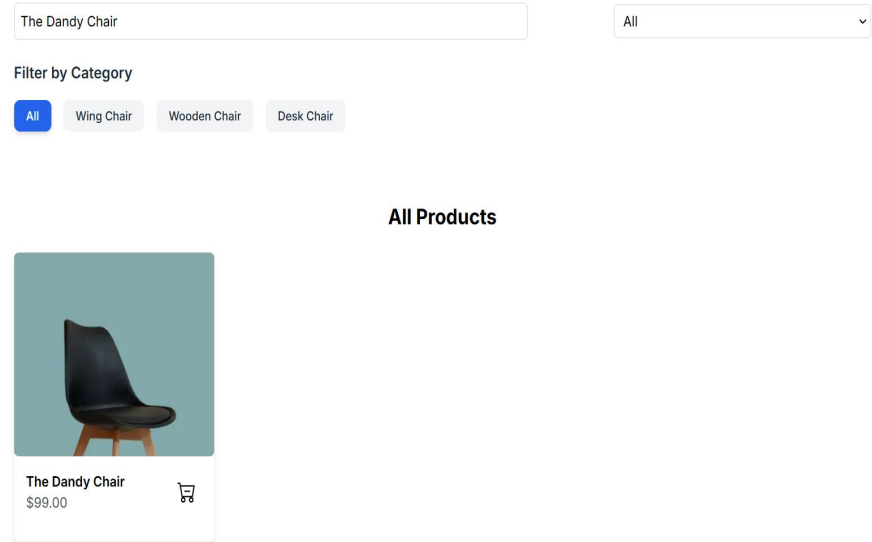 The Dandy Chair
All
Filter by Category
All
Wing Chair
Wooden Chair
Desk Chair
All Products
The Dandy Chair
$99.00